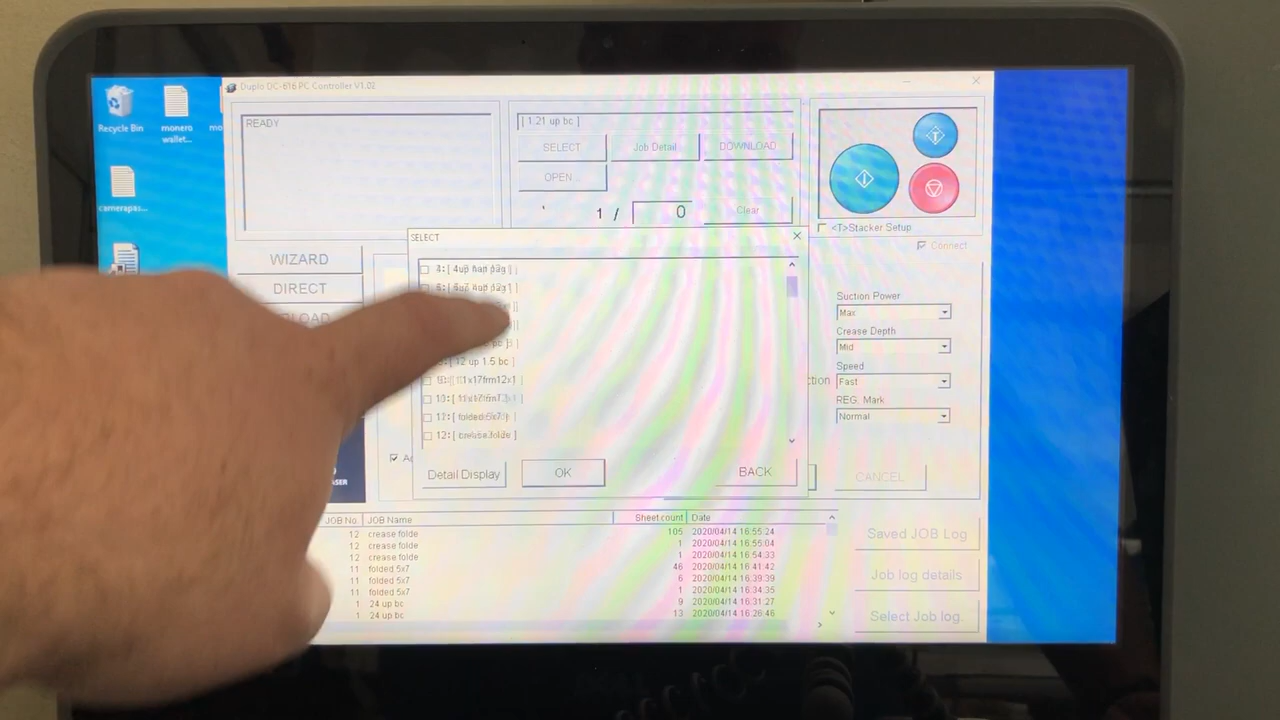 Duplo DC-616 PC Controller V1.02
Recycle Bin
monero wallet...
mo
camerapas...
READY
[ 1.21 up bc ]
SELECT
Job Detail
DOWNLOAD
OPEN...
1 / 0
Clear
<T>Stacker Setup
Connect
WIZARD
DIRECT
SELECT
8:[ 12 up 1.5 bc ]
11:[ folded 5x7 ]
12:[ crease folde ]
Detail Display
OK
BACK
Suction Power
Max
Crease Depth
Mid
Speed
Fast
REG. Mark
Normal
ction
CANCEL
JOB No.
JOB Name
Sheet count
Date
12 crease folde 105 2020/04/14 16:55:24
12 crease folde 1 2020/04/14 16:55:04
12 crease folde 1 2020/04/14 16:54:33
11 folded 5x7 46 2020/04/14 16:41:42
11 folded 5x7 6 2020/04/14 16:39:39
11 folded 5x7 1 2020/04/14 16:34:35
1 24 up bc 9 2020/04/14 16:31:27
1 24 up bc 13 2020/04/14 16:26:46
Saved JOB Log
Job log details
Select Job log.